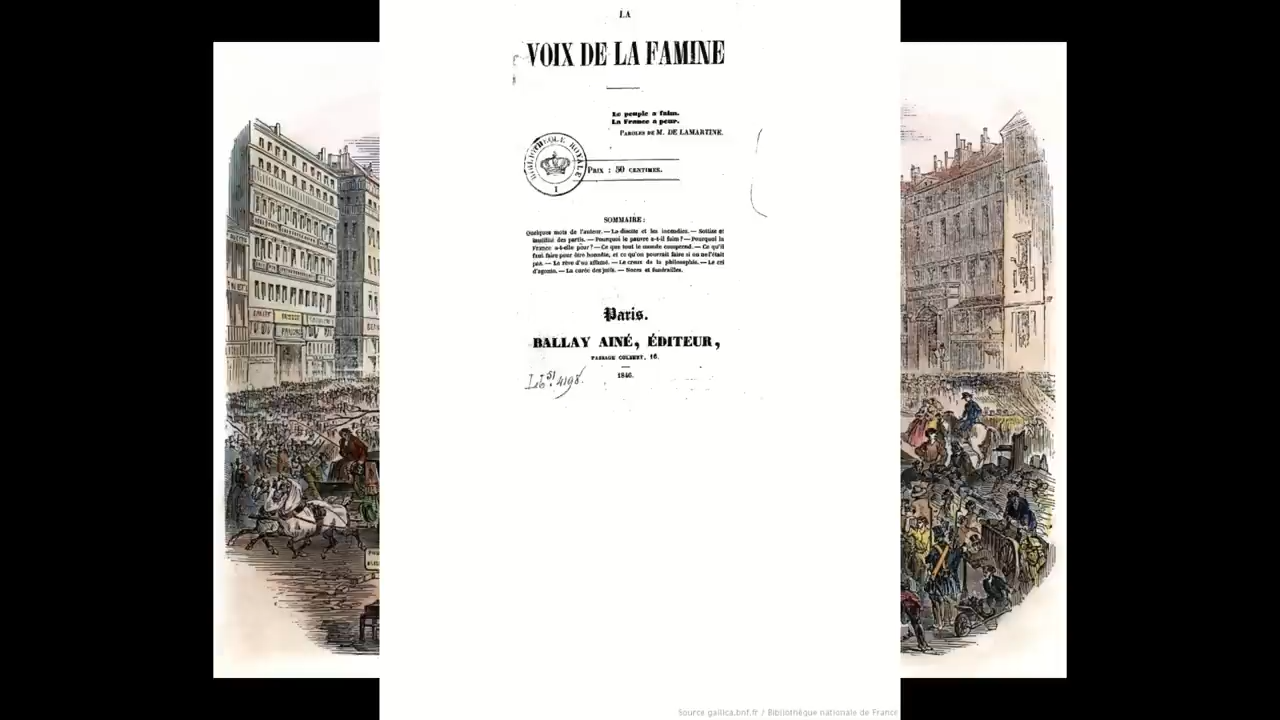 LA
VOIX DE LA FAMINE
Le peuple a faim.
La France a peur.
PAROLES DE M. DE LAMARTINE.
BIBLIOTHÈQUE ROYALE
I
PRIX : 50 CENTIMES.
SOMMAIRE :
Quelques mots de l'auteur. — La disette et les incendies. — Sottise et
inutilité des partis. — Pourquoi le pauvre a-t-il faim ? — Pourquoi la
France a-t-elle peur ? — Ce que tout le monde comprend. — Ce qu'il
faut faire pour être honnête, et ce qu'on pourrait faire si on ne l'était
pas. — Le rêve d'un affamé. — Le creux de la philosophie. — Le cri
d'agonie. — La curée des juifs. — Noces et funérailles.
Paris.
BALLAY AINÉ, ÉDITEUR,
PASSAGE COLBERT, 16.
1846.
Lb51. 4198.
Source gallica.bnf.fr / Bibliothèque nationale de France